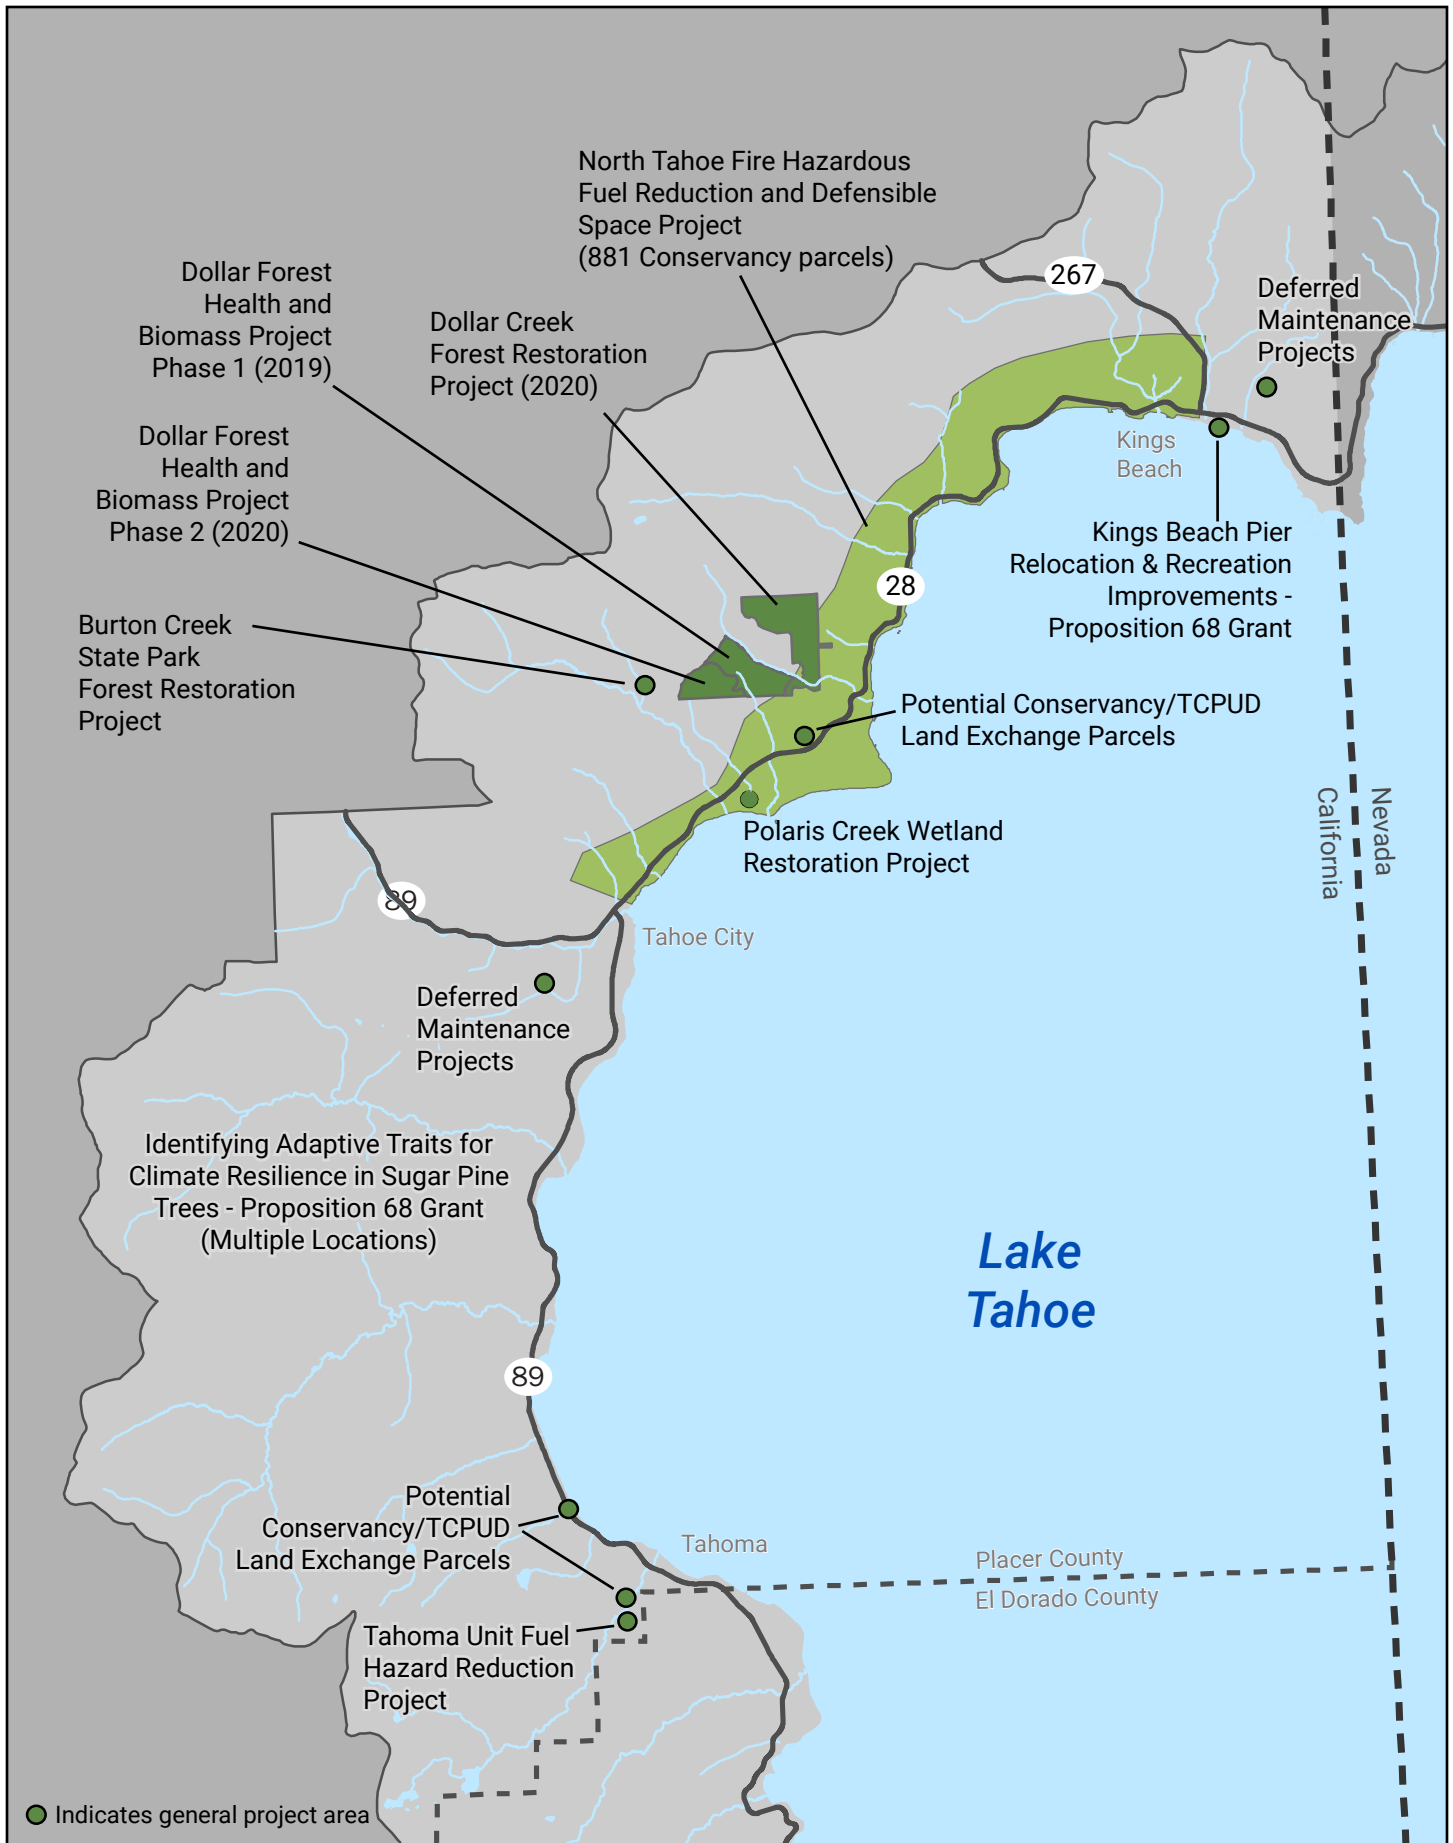 North Tahoe Fire Hazardous
Fuel Reduction and Defensible
Space Project
(881 Conservancy parcels)
Dollar Forest
Health and
Biomass Project
Phase 1 (2019)
Dollar Creek
Forest Restoration
Project (2020)
267
Deferred
Maintenance
Projects
Dollar Forest
Health and
Biomass Project
Phase 2 (2020)
Kings
Beach
Kings Beach Pier
Relocation & Recreation
Improvements -
Proposition 68 Grant
28
Burton Creek
State Park
Forest Restoration
Project
Potential Conservancy/TCPUD
Land Exchange Parcels
Polaris Creek Wetland
Restoration Project
California
Nevada
89
Tahoe City
Deferred
Maintenance
Projects
Identifying Adaptive Traits for
Climate Resilience in Sugar Pine
Trees - Proposition 68 Grant
(Multiple Locations)
Lake
Tahoe
89
Potential
Conservancy/TCPUD
Land Exchange Parcels
Tahoma
Placer County
El Dorado County
Tahoma Unit Fuel
Hazard Reduction
Project
Indicates general project area